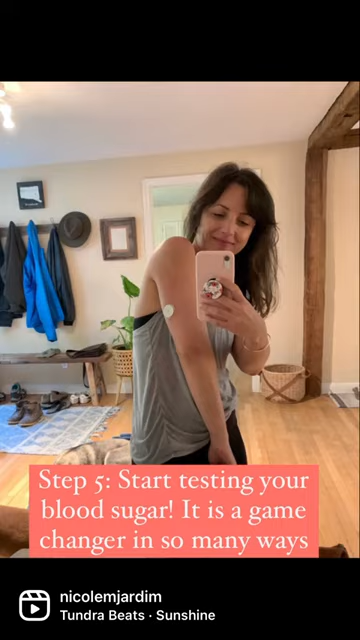 Step 5: Start testing your
blood sugar! It is a game
changer in so many ways
nicolemjardim
Tundra Beats · Sunshine